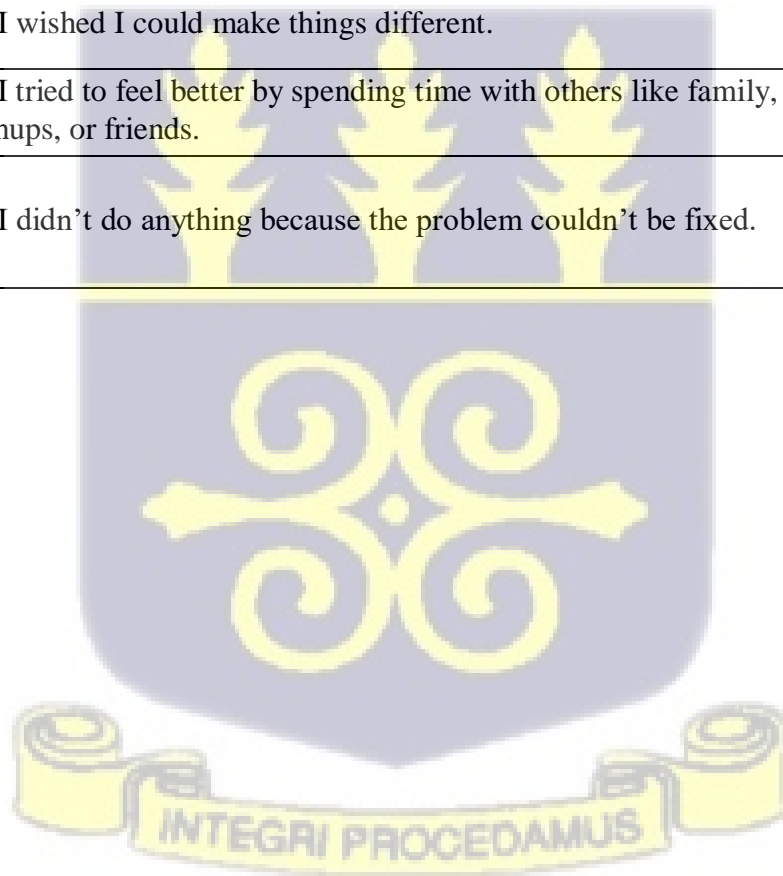 I wished I could make things different.
I tried to feel better by spending time with others like family,
nups, or friends.
I didn’t do anything because the problem couldn’t be fixed.
INTEGRI PROCEDAMUS